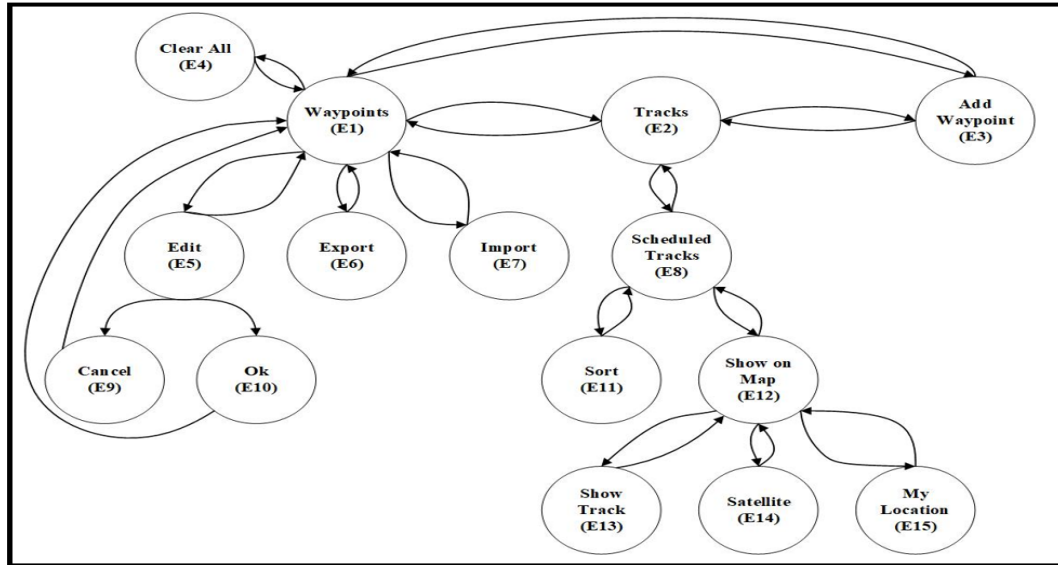 Clear All
(E4)
Waypoints
(E1)
Tracks
(E2)
Add
Waypoint
(E3)
Edit
(E5)
Export
(E6)
Import
(E7)
Scheduled
Tracks
(E8)
Cancel
(E9)
Ok
(E10)
Sort
(E11)
Show on
Map
(E12)
Show
Track
(E13)
Satellite
(E14)
My
Location
(E15)